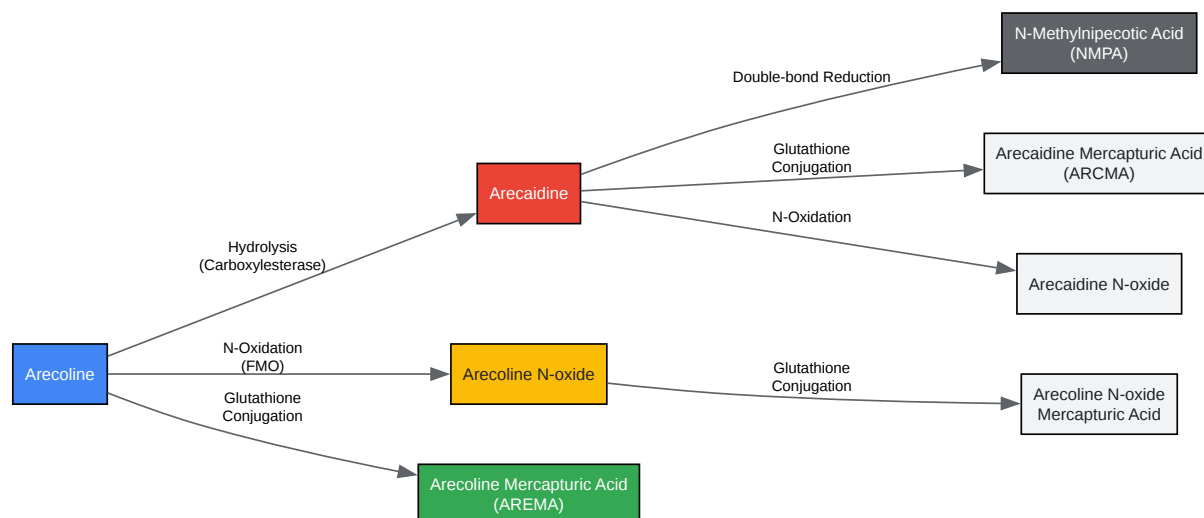 N-Methylnipecotic Acid
(NMPA)
Double-bond Reduction
Glutathione
Conjugation
Arecaidine Mercapturic Acid
(ARCMA)
Arecaidine
N-Oxidation
Hydrolysis
(Carboxylesterase)
Arecaidine N-oxide
N-Oxidation
(FMO)
Arecoline
Arecoline N-oxide
Glutathione
Conjugation
Arecoline N-oxide
Mercapturic Acid
Glutathione
Conjugation
Arecoline Mercapturic Acid
(AREMA)